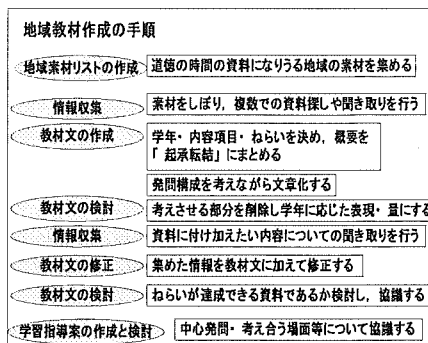 地域教材作成の手順
地域素材リストの作成 道徳の時間の資料になりうる地域の素材を集める
情報収集 素材をしぼり，複数での資料探しや聞き取りを行う
教材文の作成 学年・内容項目・ねらいを決め，概要を
「起承転結」にまとめる
発問構成を考えながら文章化する
教材文の検討 考えさせる部分を削除し学年に応じた表現・量にする
情報収集 資料に付け加えたい内容についての聞き取りを行う
教材文の修正 集めた情報を教材文に加えて修正する
教材文の検討 ねらいが達成できる資料であるか検討し，協議する
学習指導案の作成と検討 中心発問・考え合う場面等について協議する